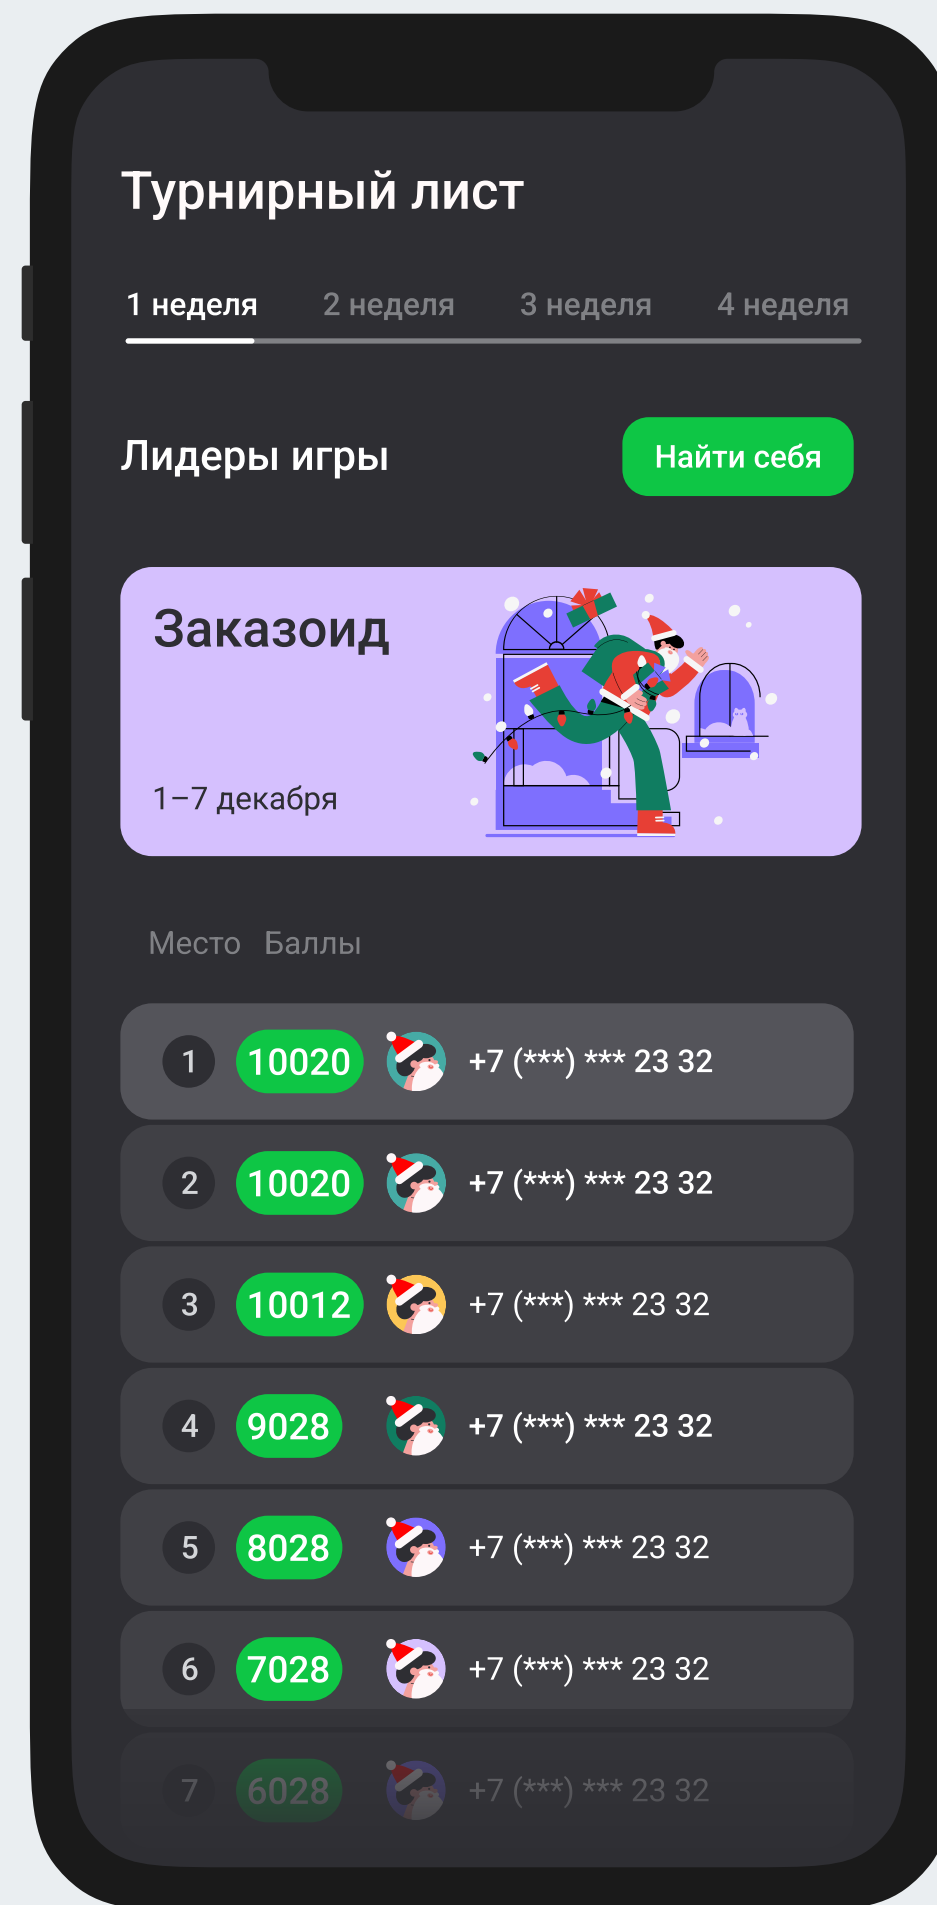 Турнирный лист
1 неделя 2 неделя 3 неделя 4 неделя
Лидеры игры Найти себя
Заказоид
1–7 декабря
Место Баллы
1 10020 +7 (***) *** 23 32
2 10020 +7 (***) *** 23 32
3 10012 +7 (***) *** 23 32
4 9028 +7 (***) *** 23 32
5 8028 +7 (***) *** 23 32
6 7028 +7 (***) *** 23 32
7 6028 +7 (***) *** 23 32